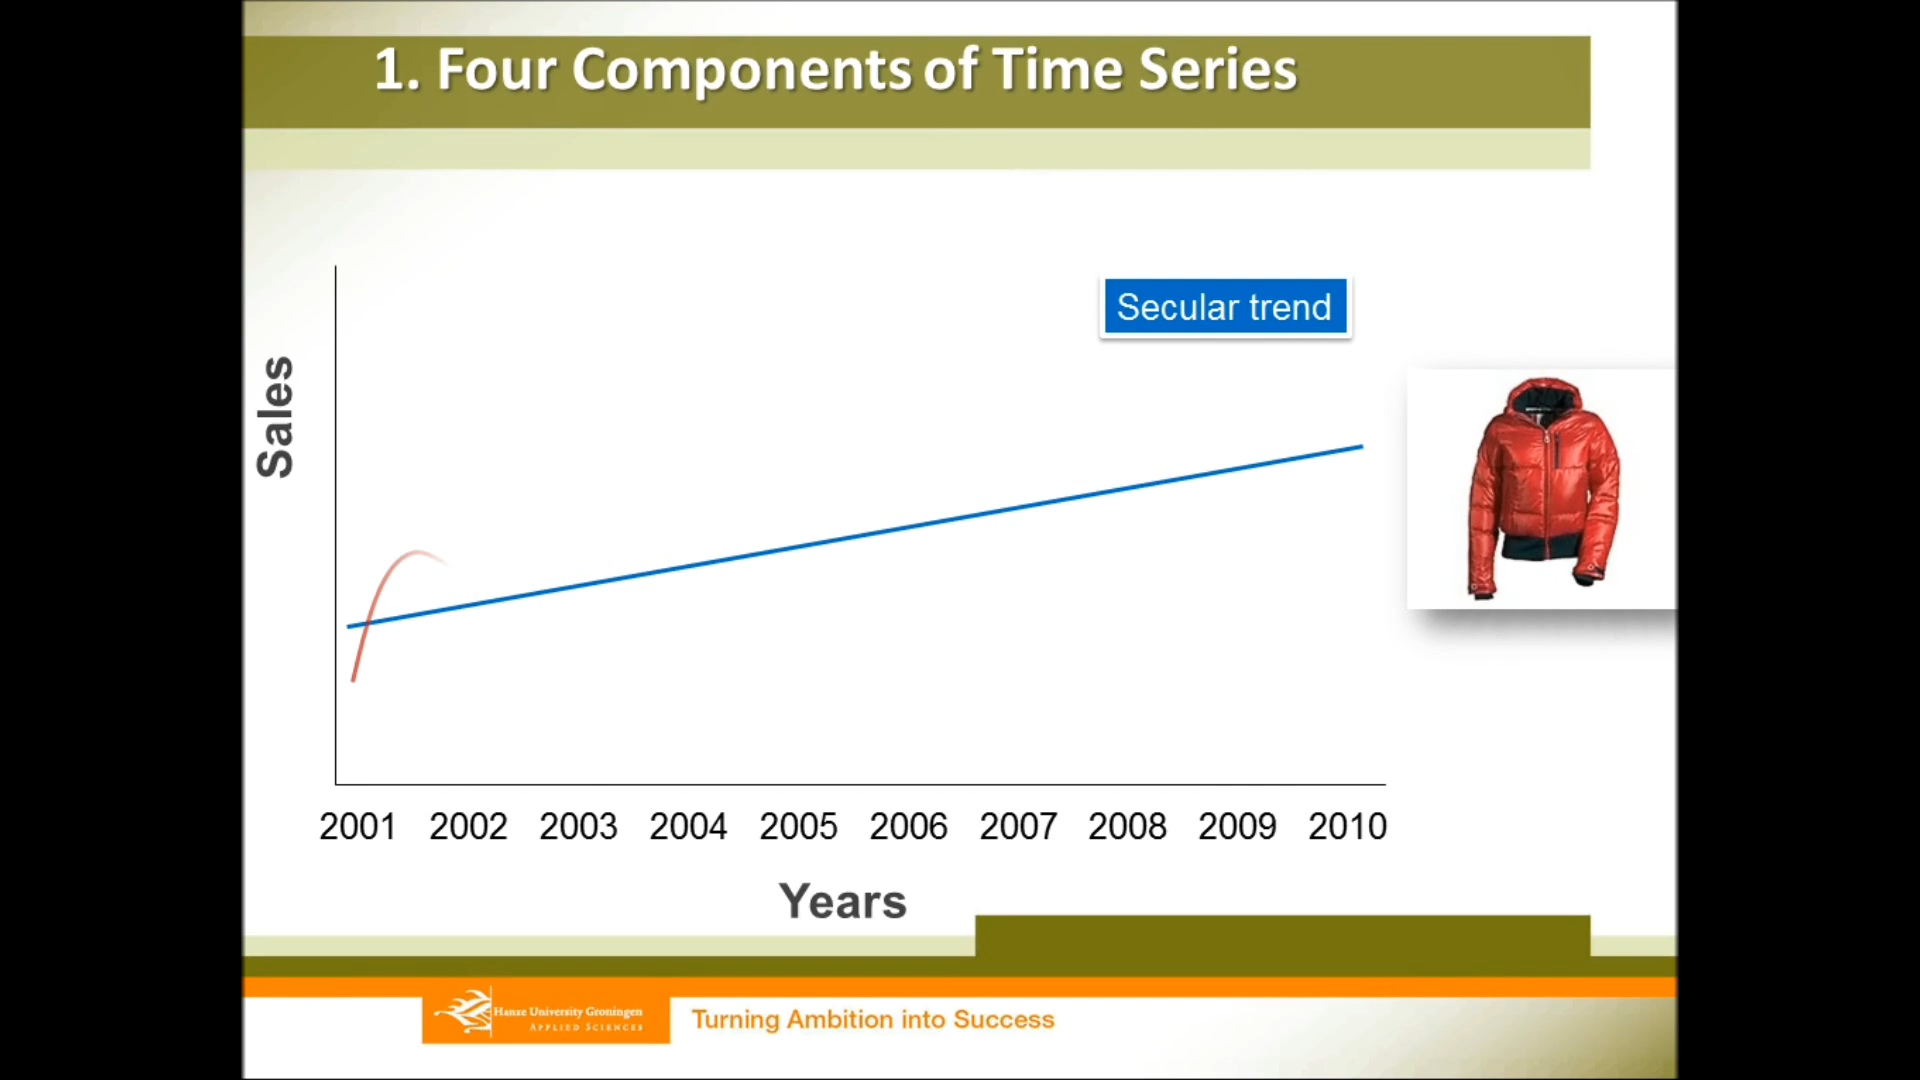 1. Four Components of Time Series
Secular trend
Sales
2001 2002 2003 2004 2005 2006 2007 2008 2009 2010
Years
Hanze University Groningen
APPLIED SCIENCES
Turning Ambition into Success